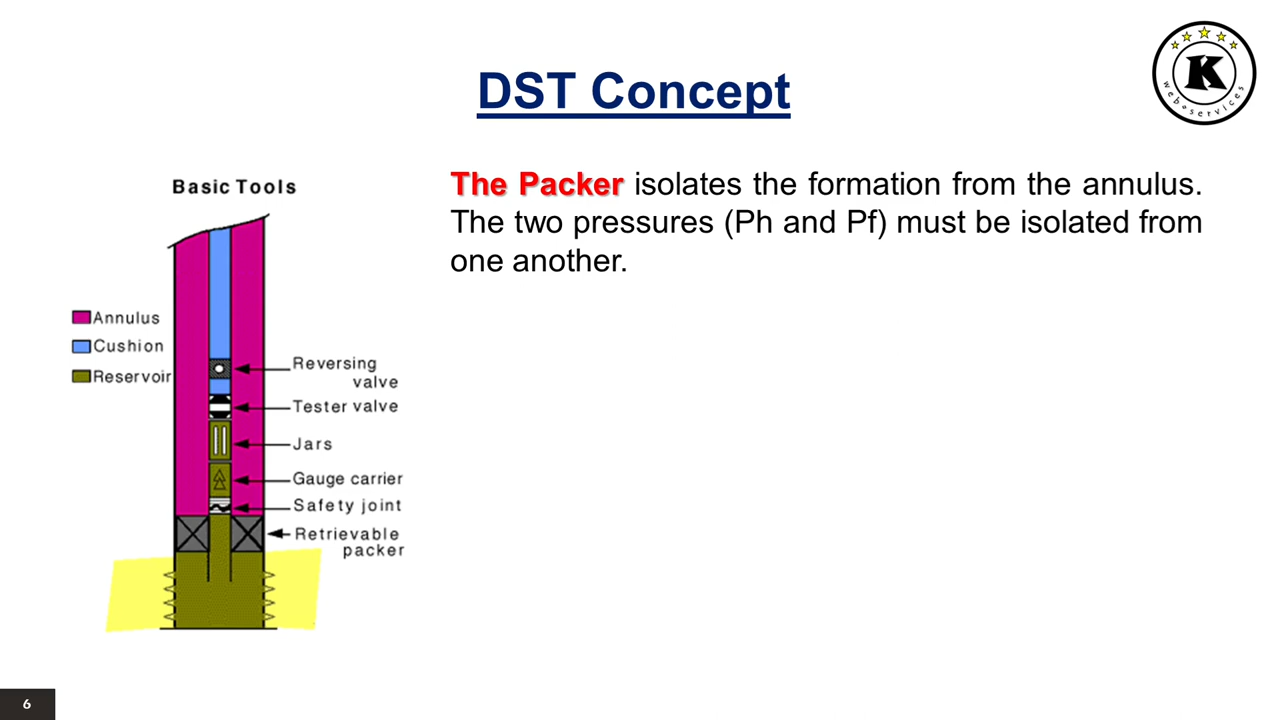 DST Concept
K
web★services
Basic Tools
The Packer isolates the formation from the annulus.
The two pressures (Ph and Pf) must be isolated from
one another.
Annulus
Cushion
Reservoir
Reversing
valve
Tester valve
Jars
Gauge carrier
Safety joint
Retrievable
packer
6